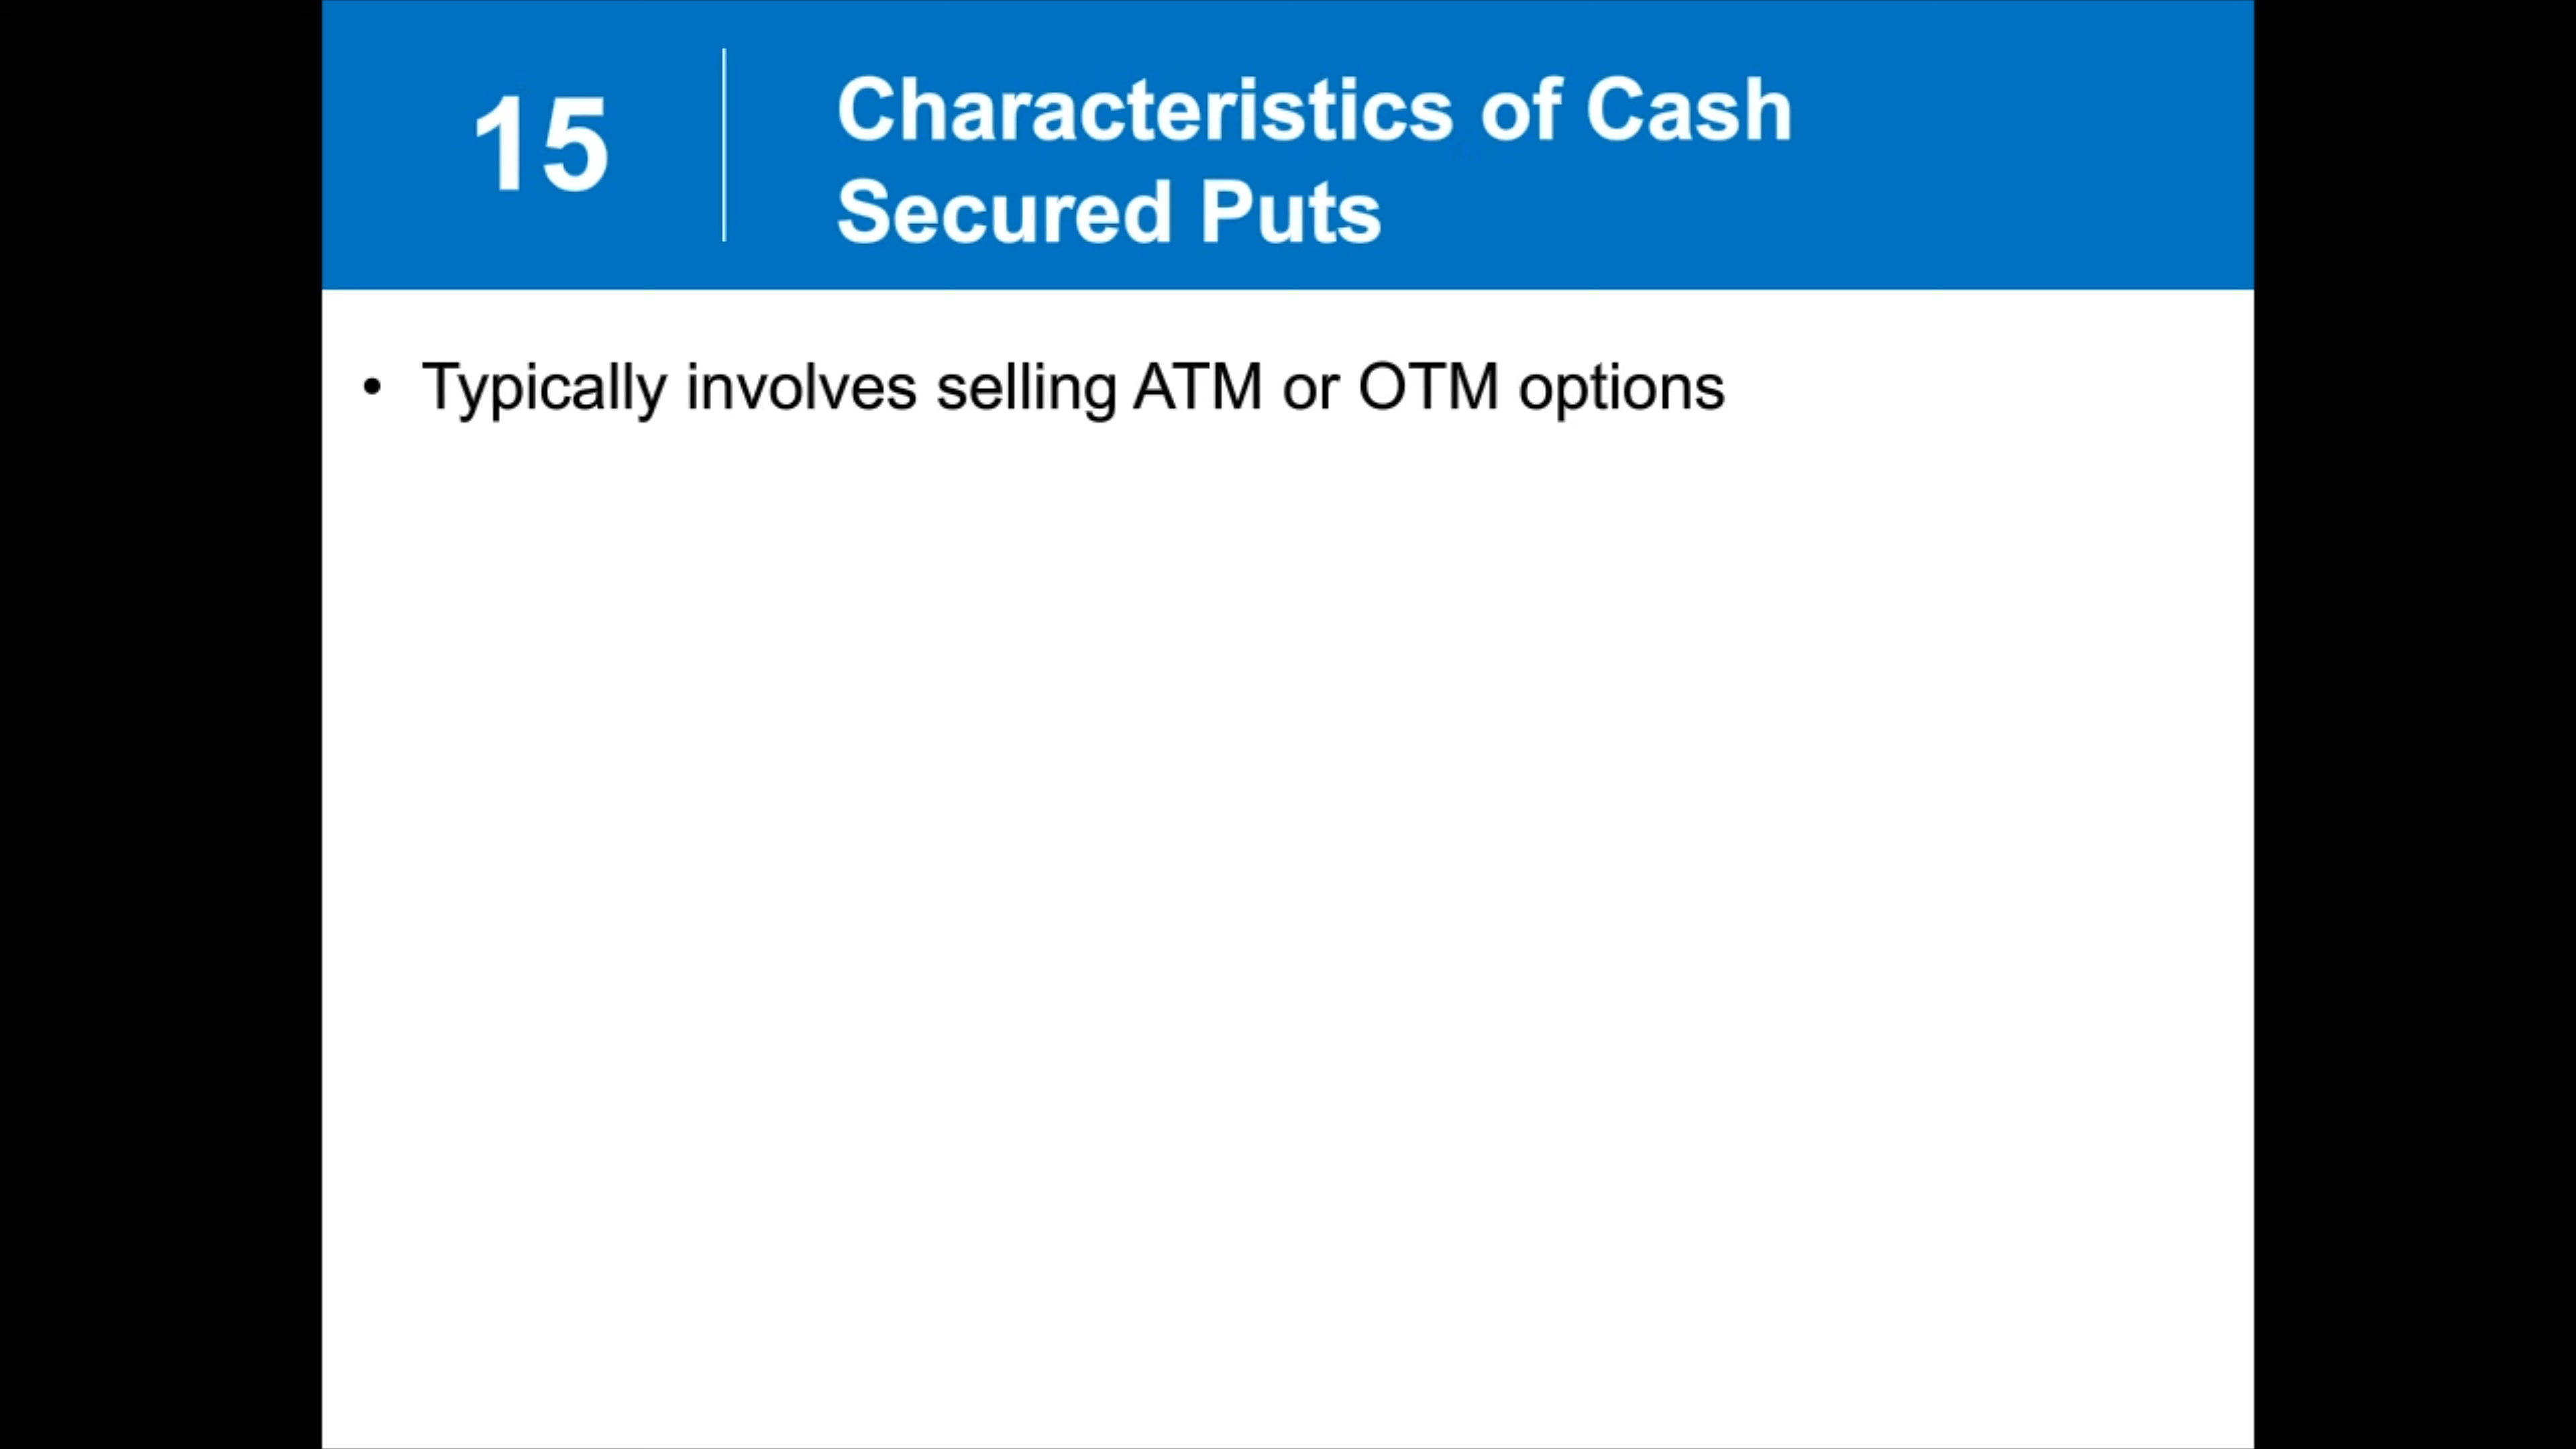 15
Characteristics of Cash
Secured Puts
• Typically involves selling ATM or OTM options